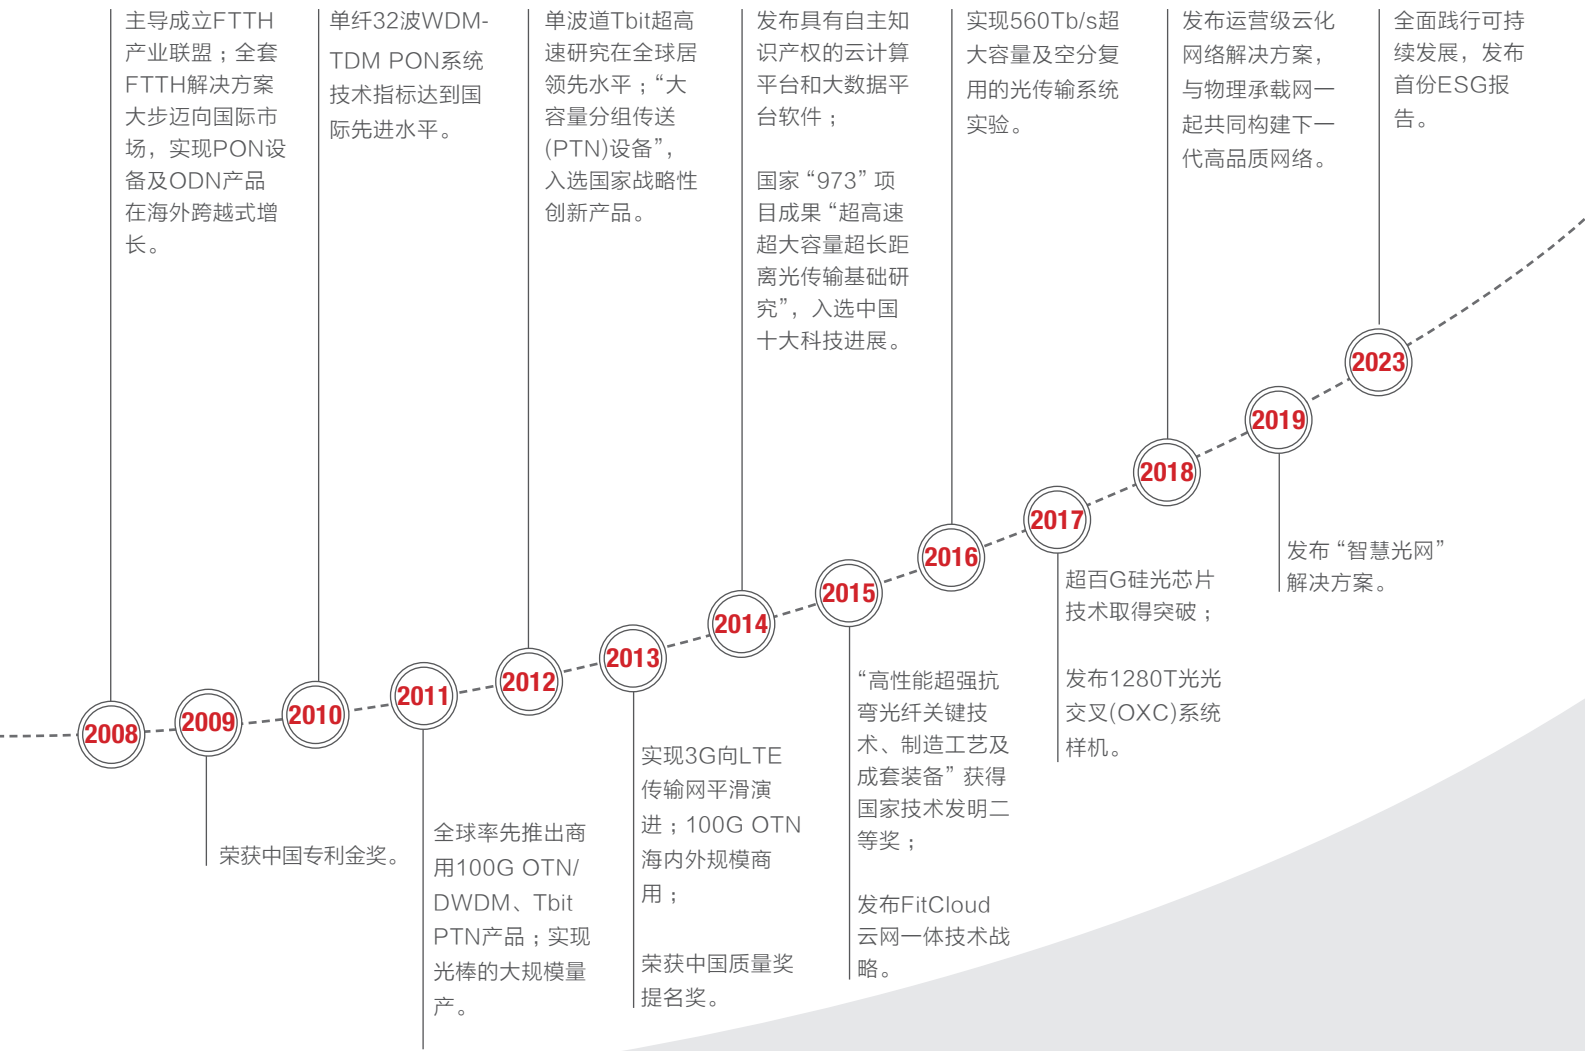 主导成立FTTH
产业联盟；全套
FTTH解决方案
大步迈向国际市
场，实现PON设
备及ODN产品
在海外跨越式增
长。
2008
2009
荣获中国专利金奖。
单纤32波WDM-
TDM PON系统
技术指标达到国
际先进水平。
2010
2011
全球率先推出商
用100G OTN/
DWDM、Tbit
PTN产品；实现
光棒的大规模量
产。
单波道Tbit超高
速研究在全球居
领先水平；“大
容量分组传送
(PTN)设备”，
入选国家战略性
创新产品。
2012
2013
实现3G向LTE
传输网平滑演
进；100G OTN
海内外规模商
用；
荣获中国质量奖
提名奖。
发布具有自主知
识产权的云计算
平台和大数据平
台软件；
国家“973”项
目成果“超高速
超大容量超长距
离光传输基础研
究”，入选中国
十大科技进展。
2014
2015
“高性能超强抗
弯光纤关键技
术、制造工艺及
成套装备”获得
国家技术发明二
等奖；
发布FitCloud
云网一体技术战
略。
实现560Tb/s超
大容量及空分复
用的光传输系统
实验。
2016
2017
超百G硅光芯片
技术取得突破；
发布1280T光光
交叉(OXC)系统
样机。
发布运营级云化
网络解决方案，
与物理承载网一
起共同构建下一
代高品质网络。
2018
2019
发布“智慧光网”
解决方案。
全面践行可持
续发展，发布
首份ESG报
告。
2023